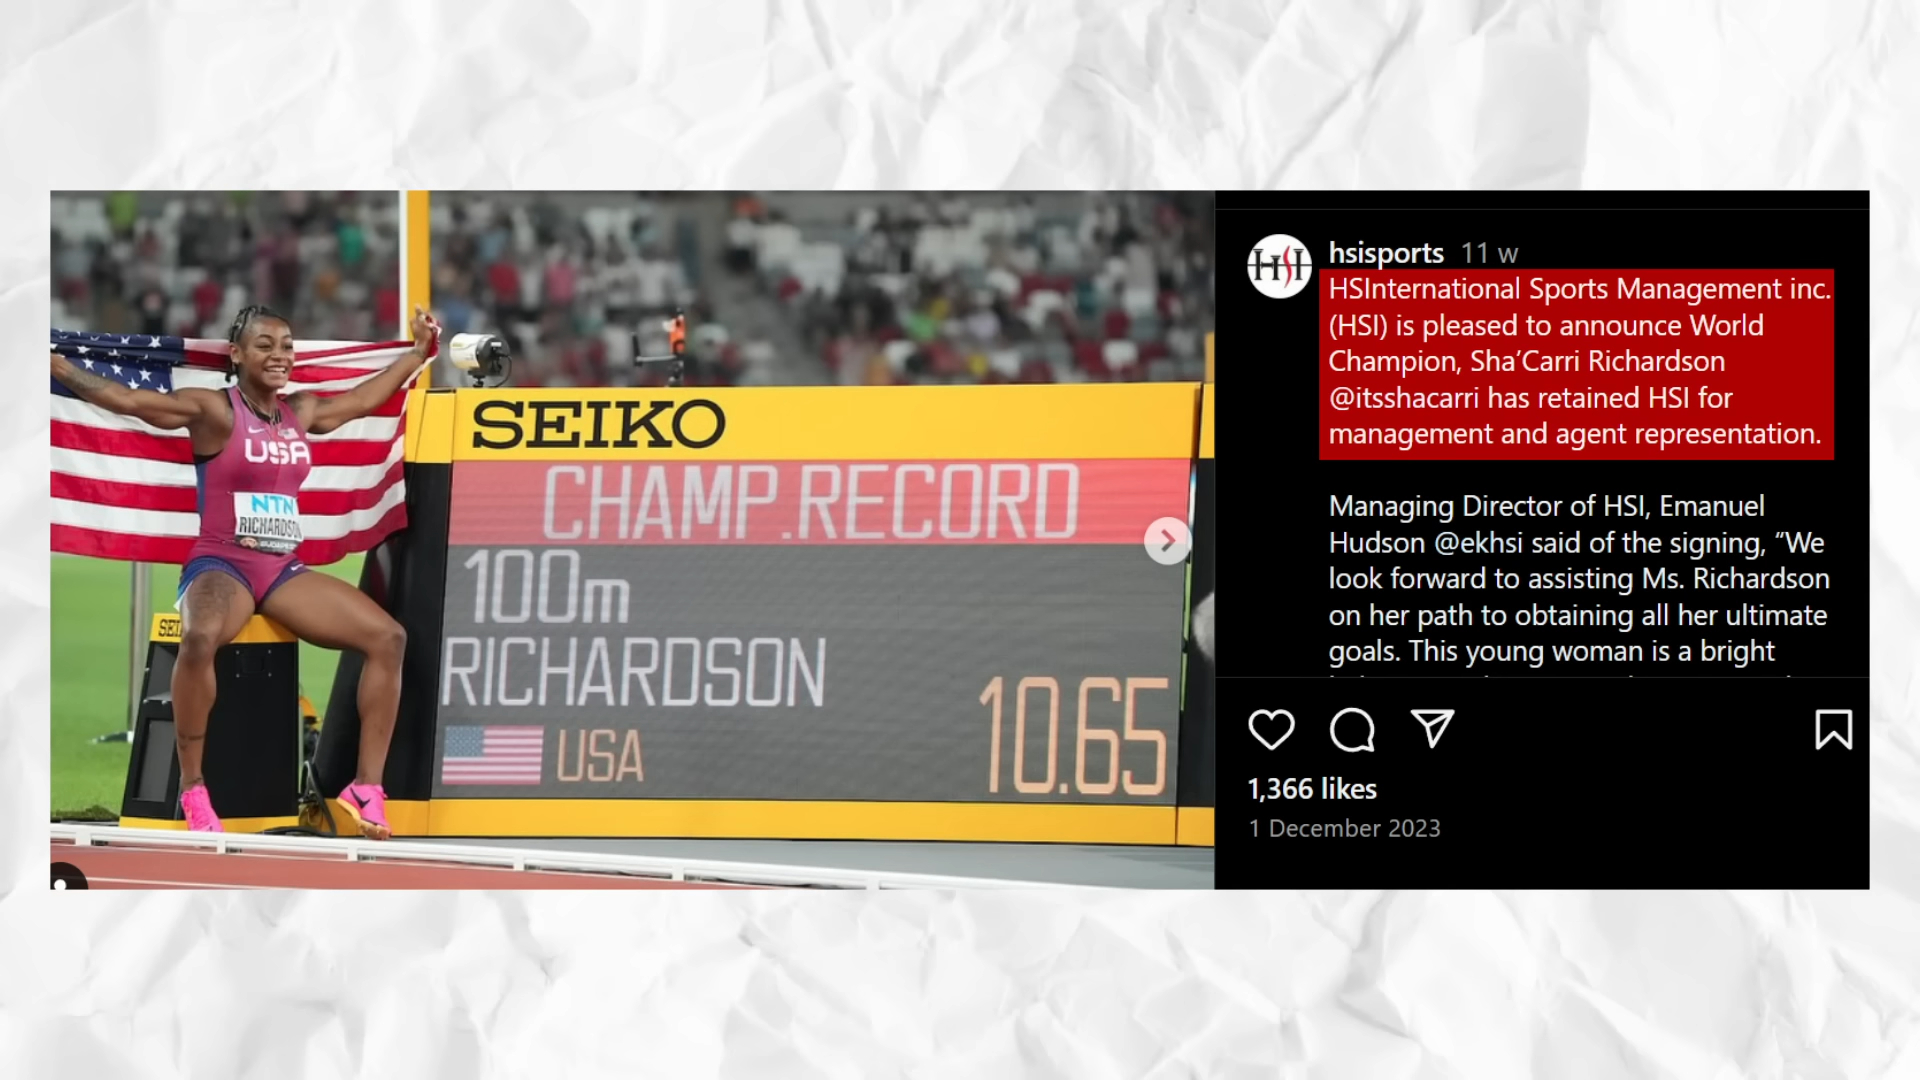 USA
NTN
RICHARDSON
SEIKO
CHAMP.RECORD
100m
RICHARDSON
USA
10.65
HSI
hsisports 11 w
HSInternational Sports Management inc.
(HSI) is pleased to announce World
Champion, Sha’Carri Richardson
@itsshacarri has retained HSI for
management and agent representation.
Managing Director of HSI, Emanuel
Hudson @ekhsi said of the signing, “We
look forward to assisting Ms. Richardson
on her path to obtaining all her ultimate
goals. This young woman is a bright
1,366 likes
1 December 2023